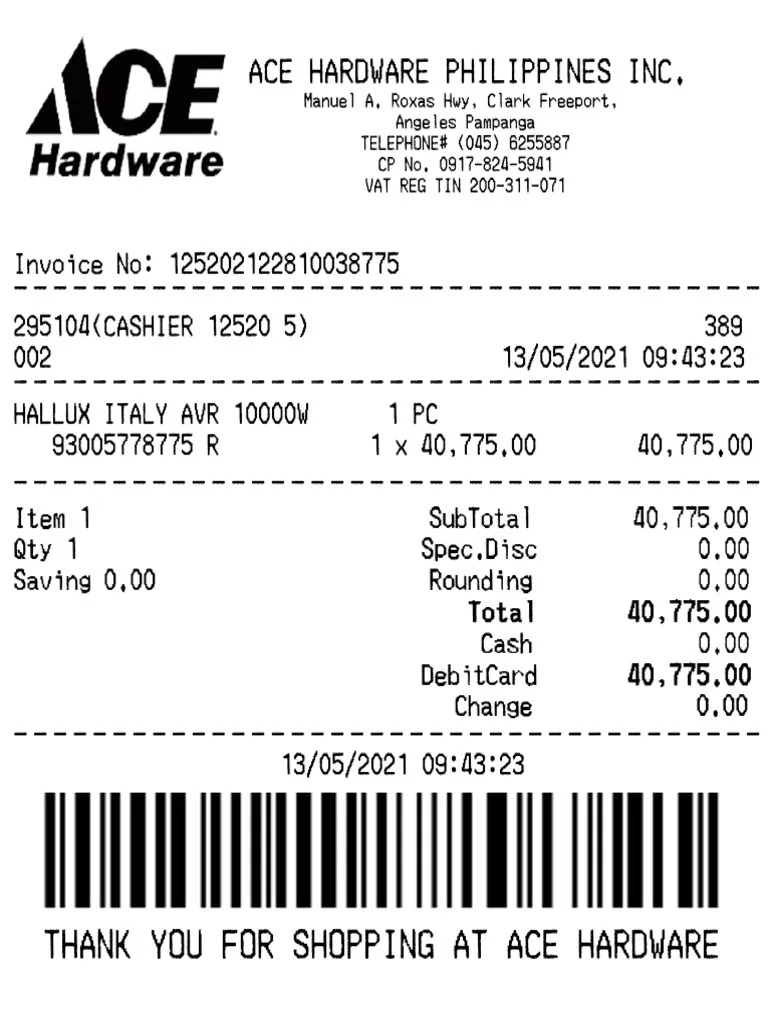 ACE
Hardware
ACE HARDWARE PHILIPPINES INC.
Manuel A. Roxas Hwy, Clark Freeport,
Angeles Pampanga
TELEPHONE# (045) 6255887
CP No. 0917-824-5941
VAT REG TIN 200-311-071
Invoice No: 125202122810038775
295104(CASHIER 12520 5) 389
002 13/05/2021 09:43:23
HALLUX ITALY AVR 10000W 1 PC
93005778775 R 1 x 40,775.00 40,775.00
Item 1 SubTotal 40,775.00
Qty 1 Spec.Disc 0.00
Saving 0.00 Rounding 0.00
Total 40,775.00
Cash 0.00
DebitCard 40,775.00
Change 0.00
13/05/2021 09:43:23
THANK YOU FOR SHOPPING AT ACE HARDWARE